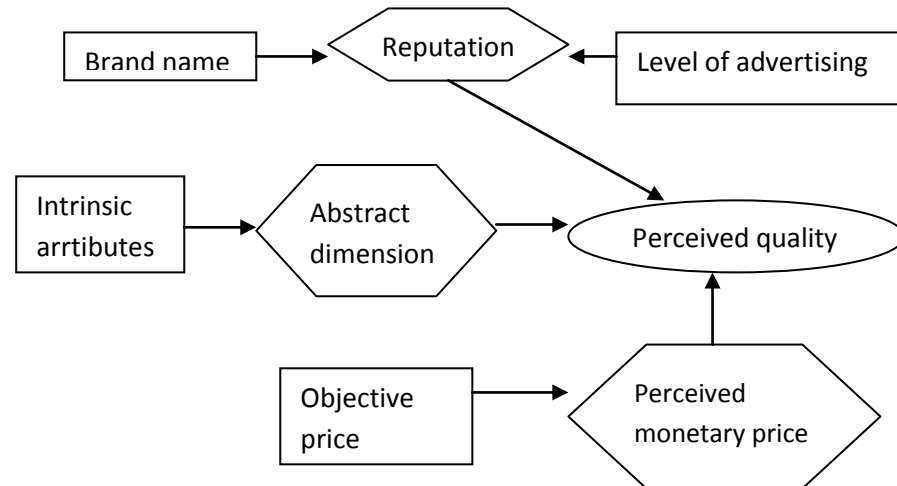 Brand name
Reputation
Level of advertising
Intrinsic
arrtibutes
Abstract
dimension
Perceived quality
Objective
price
Perceived
monetary price